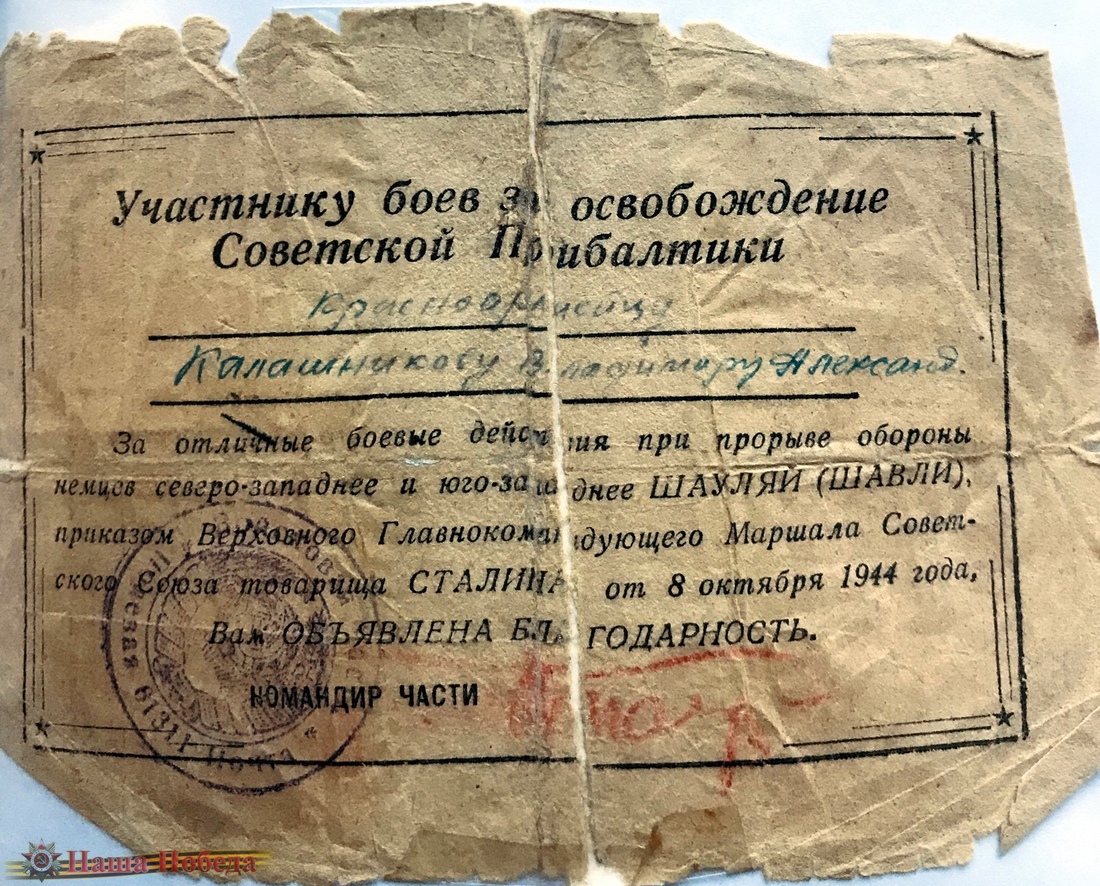 Участнику боев за освобождение
Советской Прибалтики
Красноармейцу
Калашникову Владимиру Александ.
За отличные боевые действия при прорыве обороны
немцев северо-западнее и юго-западнее ШАУЛЯЙ (ШАВЛИ),
приказом Верховного Главнокомандующего Маршала Совет-
ского Союза товарища СТАЛИНА от 8 октября 1944 года,
Вам ОБЪЯВЛЕНА БЛАГОДАРНОСТЬ.
КОМАНДИР ЧАСТИ
Наша Победа